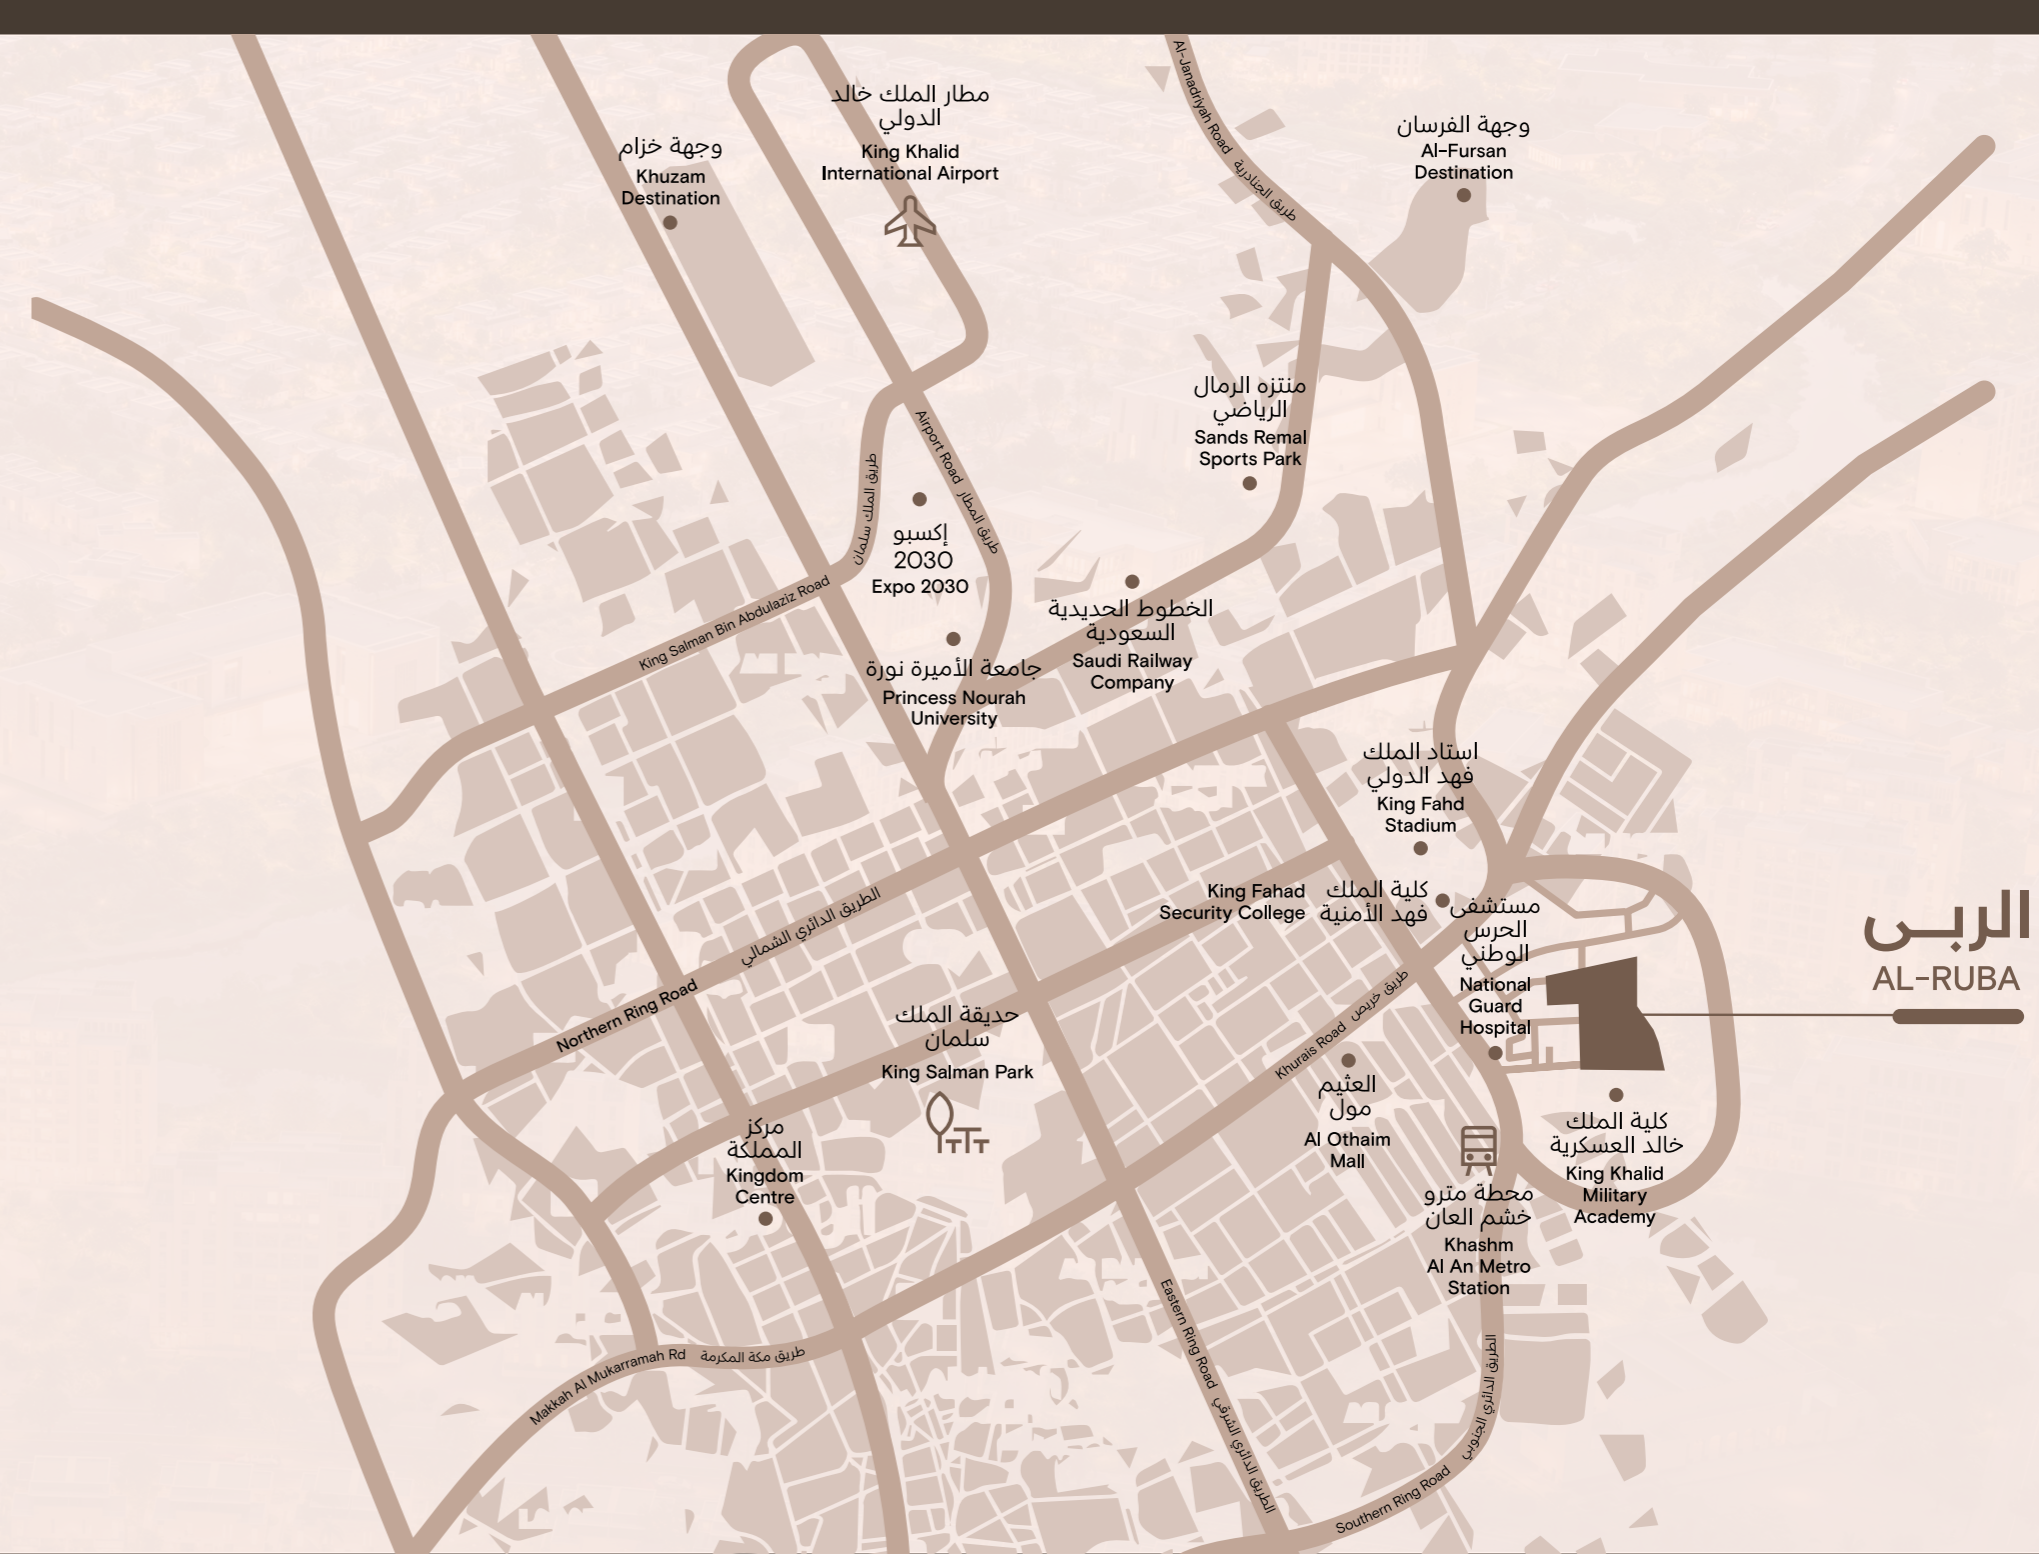 Al-Janadriyah Road طريق الجنادرية
مطار الملك خالد
الدولي
King Khalid
International Airport
وجهة الفرسان
Al-Fursan
Destination
وجهة خزام
Khuzam
Destination
منتزه الرمال
الرياضي
Sands Remal
Sports Park
Airport Road طريق المطار
طريق الملك سلمان
King Salman Bin Abdulaziz Road
إكسبو
2030
Expo 2030
الخطوط الحديدية
السعودية
Saudi Railway
Company
جامعة الأميرة نورة
Princess Nourah
University
استاد الملك
فهد الدولي
King Fahd
Stadium
كلية الملك
فهد الأمنية
King Fahad
Security College
مستشفى
الحرس
الوطني
National
Guard
Hospital
الربى
AL-RUBA
الطريق الدائري الشمالي
Northern Ring Road
طريق خريص
Khurais Road
حديقة الملك
سلمان
King Salman Park
العثيم
مول
Al Othaim
Mall
كلية الملك
خالد العسكرية
King Khalid
Military
Academy
مركز
المملكة
Kingdom
Centre
محطة مترو
خشم العان
Khashm
Al An Metro
Station
Eastern Ring Road الطريق الدائري الشرقي
Makkah Al Mukarramah Rd طريق مكة المكرمة
الطريق الدائري الجنوبي
Southern Ring Road